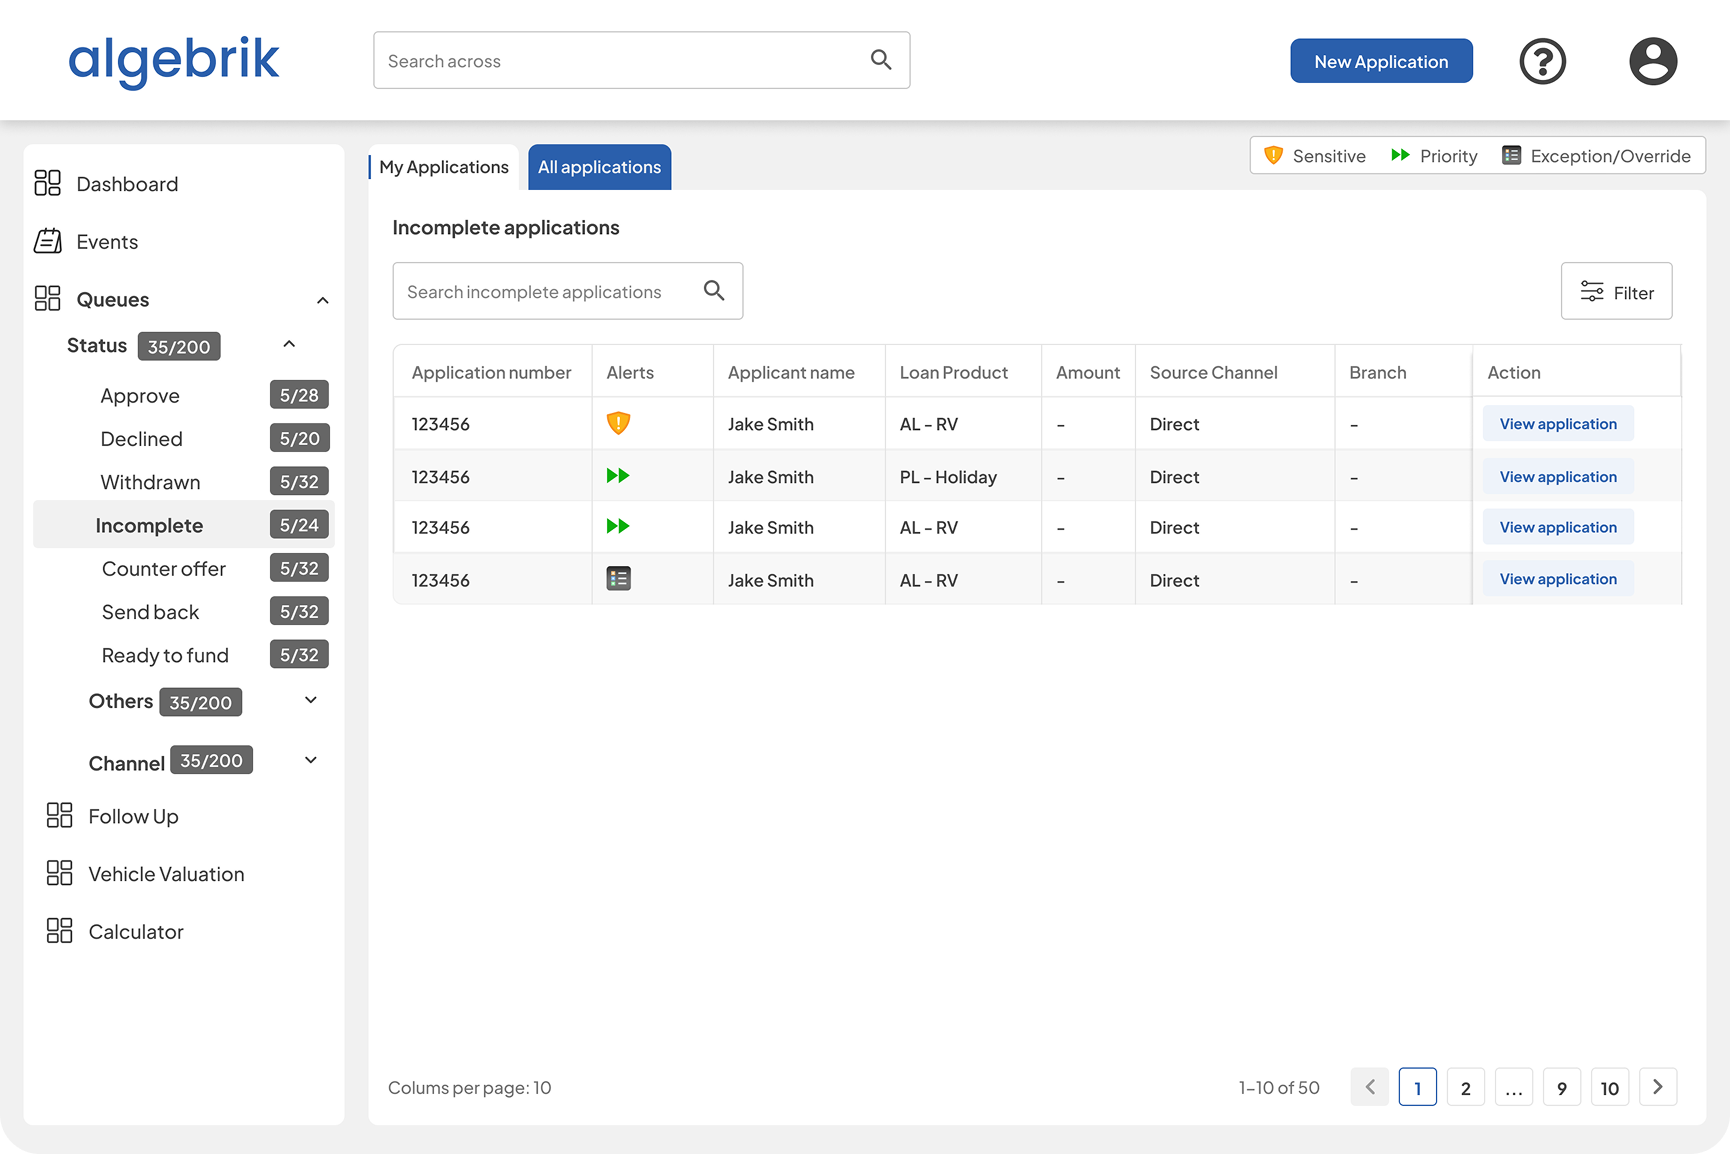 algebrik
Search across
New Application
?
Dashboard
Events
Queues
Status 35/200
Approve 5/28
Declined 5/20
Withdrawn 5/32
Incomplete 5/24
Counter offer 5/32
Send back 5/32
Ready to fund 5/32
Others 35/200
Channel 35/200
Follow Up
Vehicle Valuation
Calculator
My Applications All applications
! Sensitive Priority Exception/Override
Incomplete applications
Search incomplete applications
Filter
Application number Alerts Applicant name Loan Product Amount Source Channel Branch Action
123456 ! Jake Smith AL - RV - Direct - View application
123456 Jake Smith PL - Holiday - Direct - View application
123456 Jake Smith AL - RV - Direct - View application
123456 Jake Smith AL - RV - Direct - View application
Colums per page: 10
1-10 of 50 1 2 ... 9 10